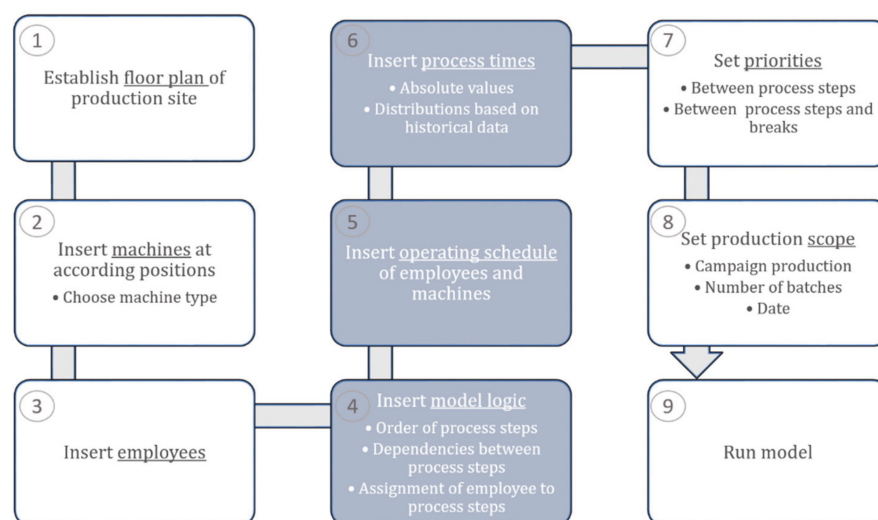 1
Establish floor plan of
production site
2
Insert machines at
according positions
• Choose machine type
3
Insert employees
4
Insert model logic
• Order of process steps
• Dependencies between
process steps
• Assignment of employee to
process steps
5
Insert operating schedule
of employees and
machines
6
Insert process times
• Absolute values
• Distributions based on
historical data
7
Set priorities
• Between process steps
• Between process steps and
breaks
8
Set production scope
• Campaign production
• Number of batches
• Date
9
Run model